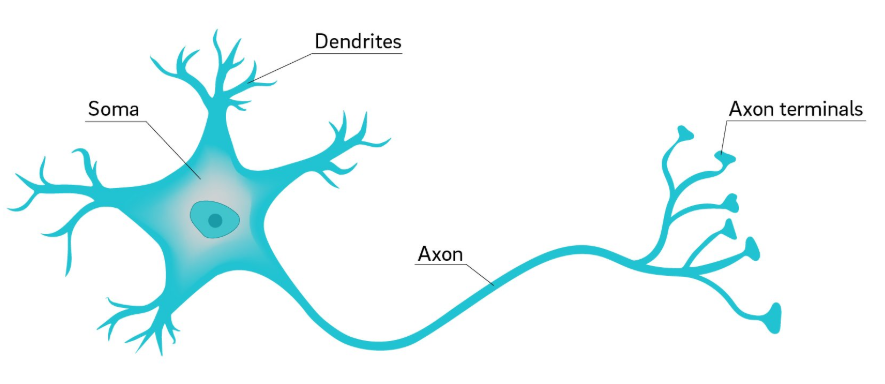 Dendrites
Soma
Axon terminals
Axon